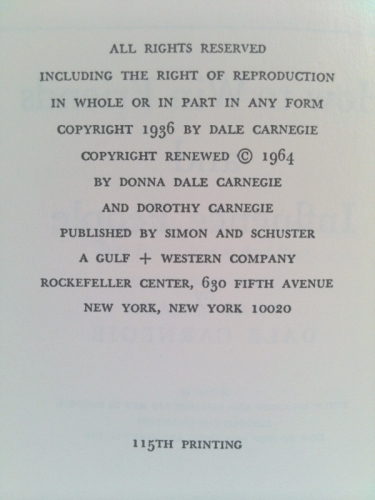 ALL RIGHTS RESERVED
INCLUDING THE RIGHT OF REPRODUCTION
IN WHOLE OR IN PART IN ANY FORM
COPYRIGHT 1936 BY DALE CARNEGIE
COPYRIGHT RENEWED © 1964
BY DONNA DALE CARNEGIE
AND DOROTHY CARNEGIE
PUBLISHED BY SIMON AND SCHUSTER
A GULF + WESTERN COMPANY
ROCKEFELLER CENTER, 630 FIFTH AVENUE
NEW YORK, NEW YORK 10020
115TH PRINTING